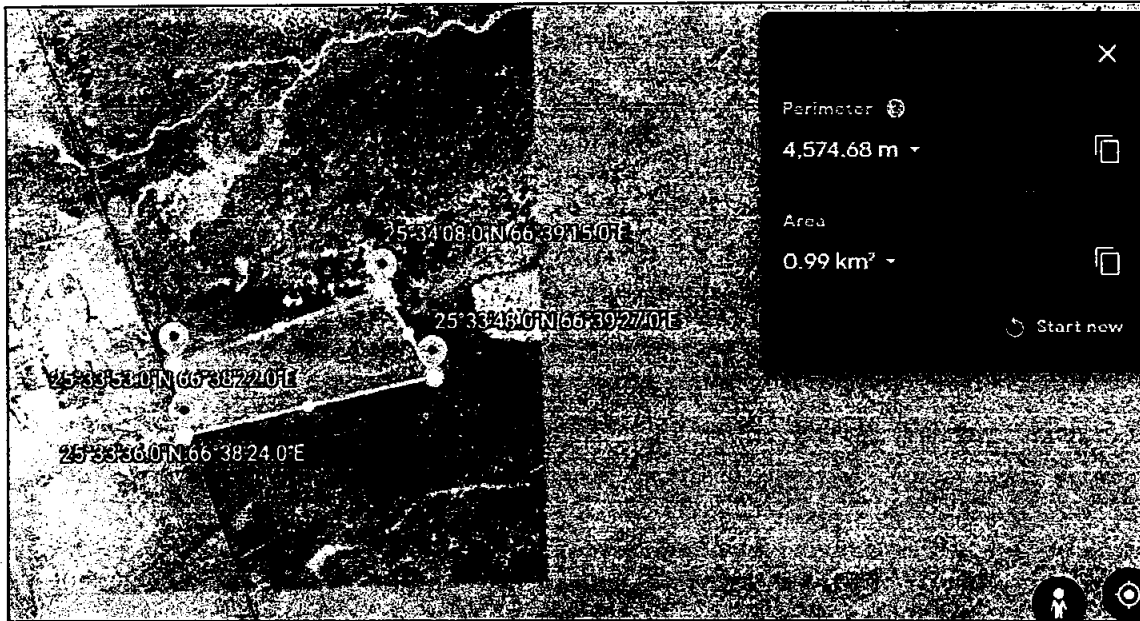 25°34'08.0"N 66°39'15.0"E
25°33'48.0"N 66°39'27.0"E
25°33'53.0"N 66°38'22.0"E
25°33'36.0"N 66°38'24.0"E
Perimeter
4,574.68 m
Area
0.99 km²
Start new